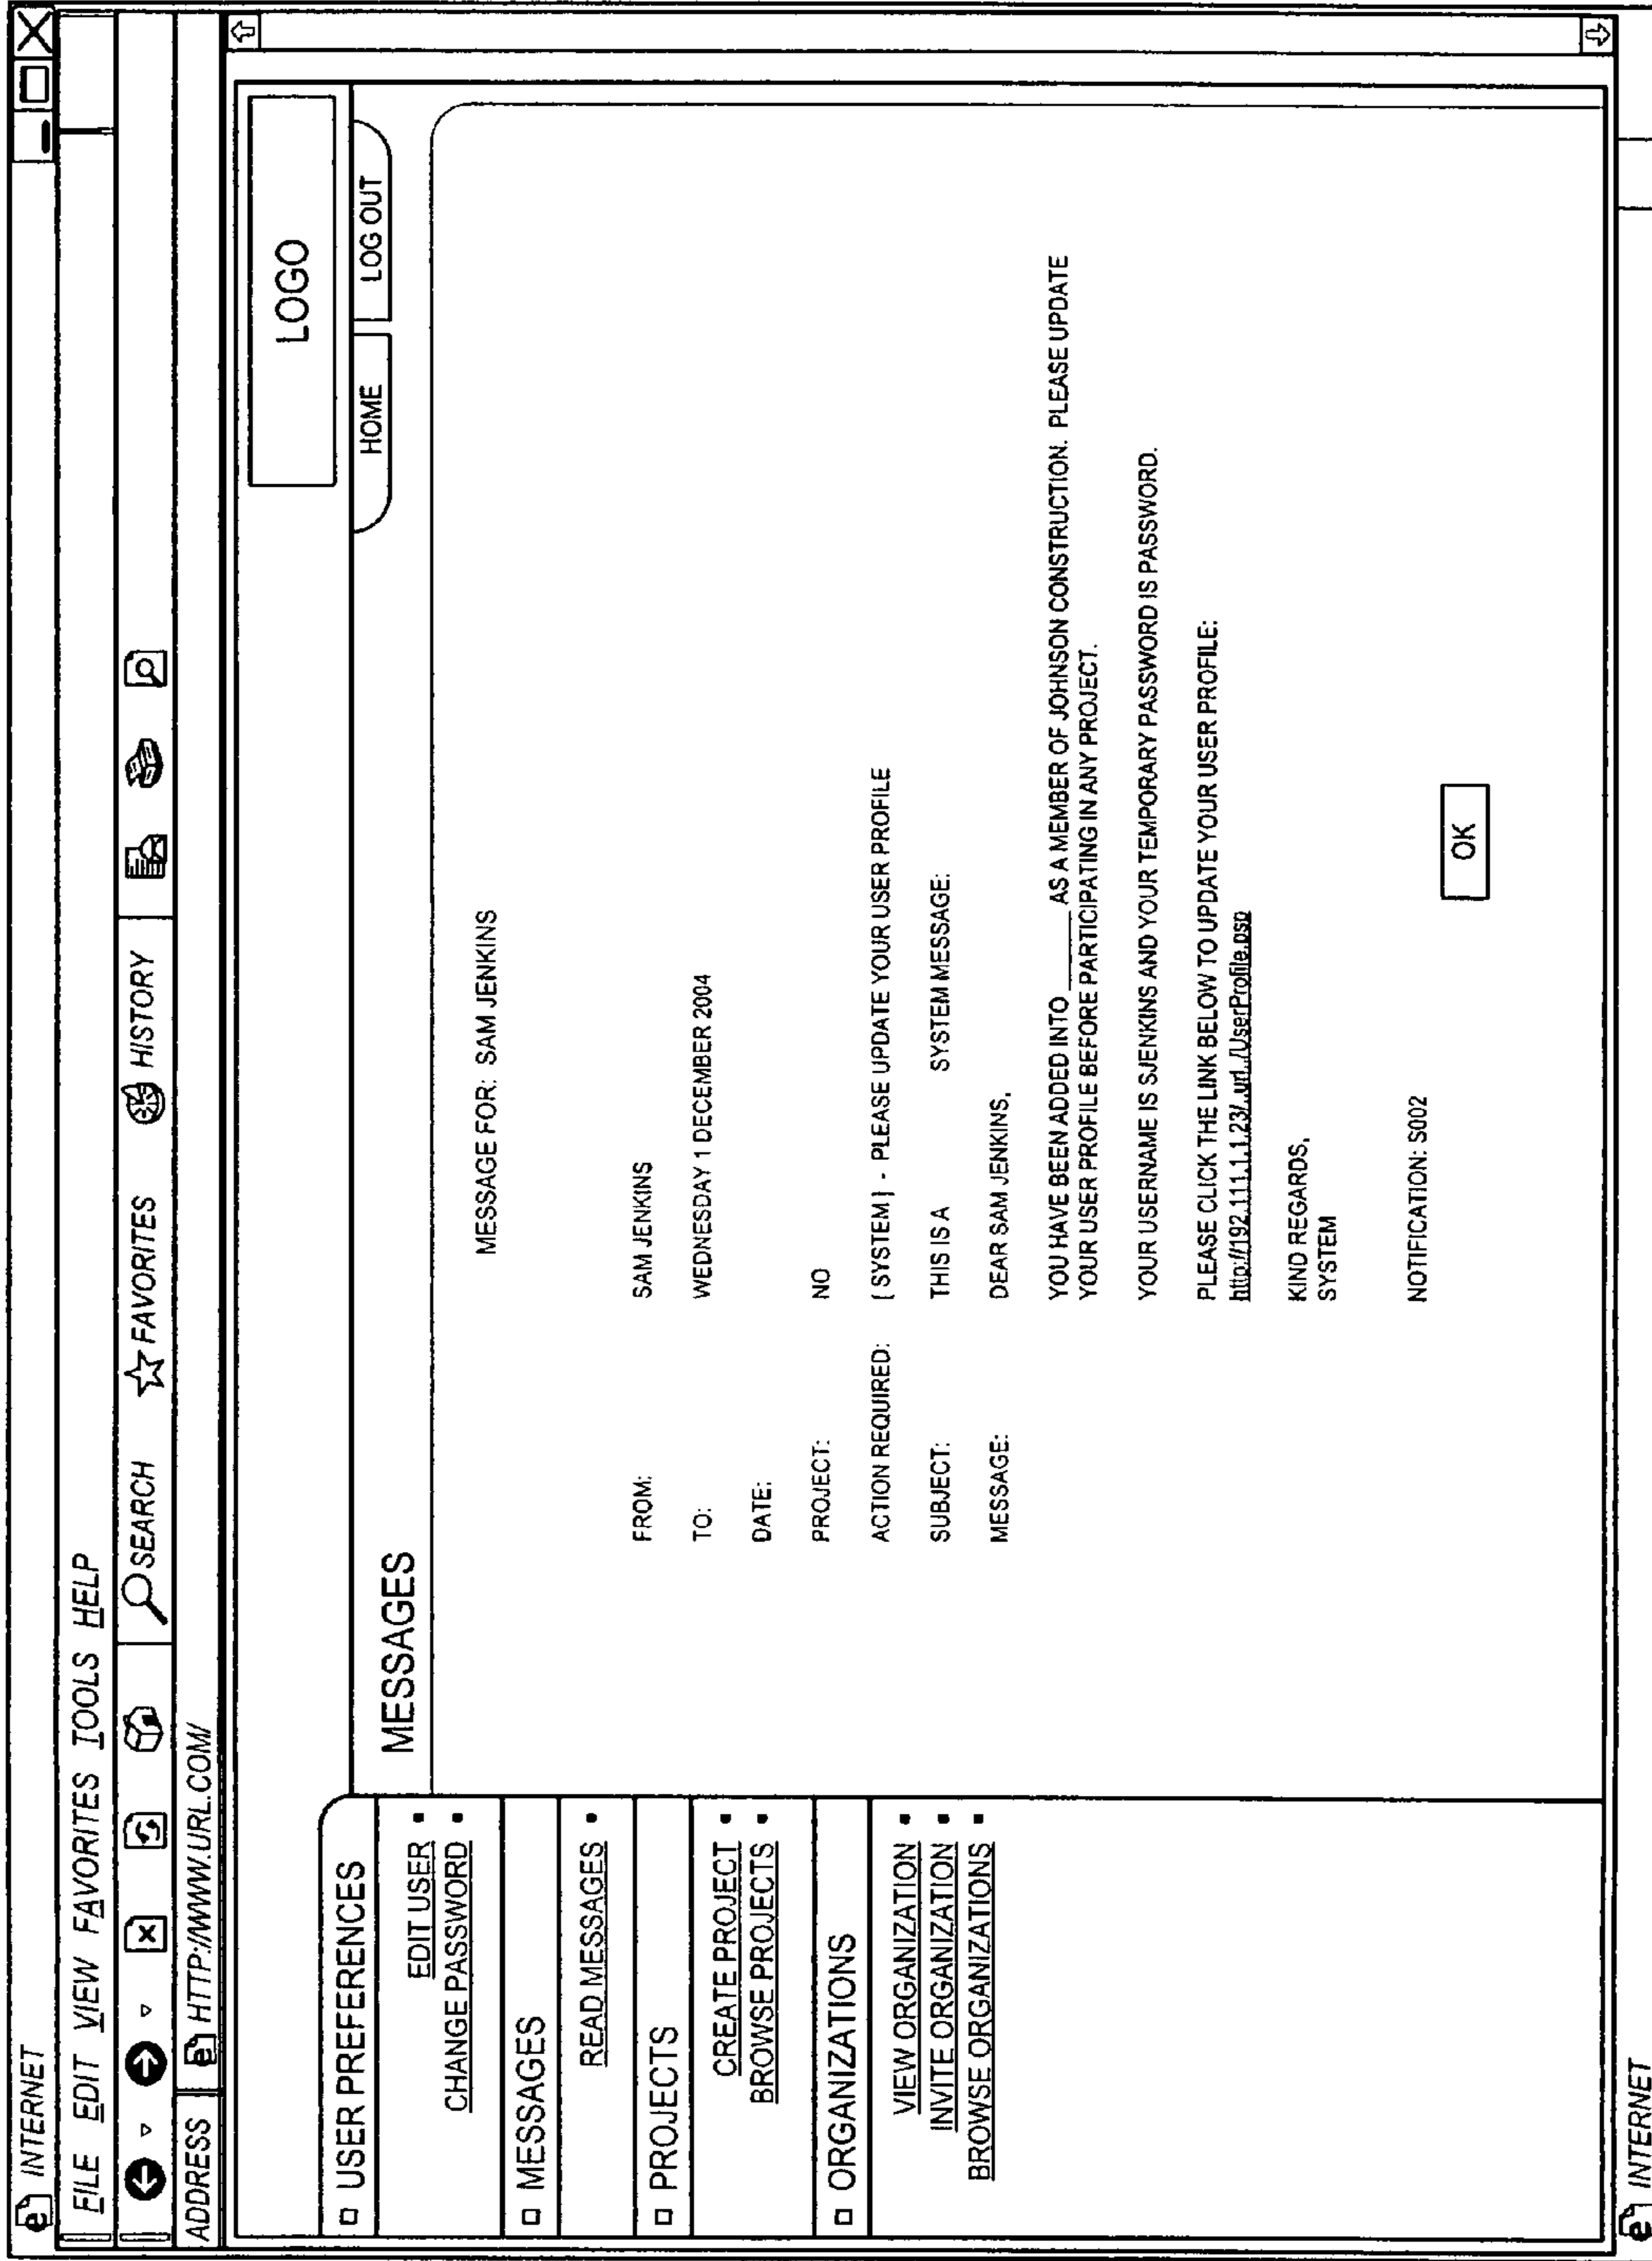 INTERNET
FILE EDIT VIEW FAVORITES TOOLS HELP
SEARCH FAVORITES HISTORY
ADDRESS HTTP://WWW.URL.COM/
LOGO
USER PREFERENCES
HOME LOG OUT
MESSAGES
EDIT USER
CHANGE PASSWORD
MESSAGES
READ MESSAGES
PROJECTS
CREATE PROJECT
BROWSE PROJECTS
ORGANIZATIONS
VIEW ORGANIZATION
INVITE ORGANIZATION
BROWSE ORGANIZATIONS
MESSAGE FOR: SAM JENKINS
FROM: SAM JENKINS
TO: WEDNESDAY 1 DECEMBER 2004
DATE:
PROJECT: NO
ACTION REQUIRED: [SYSTEM] - PLEASE UPDATE YOUR USER PROFILE
SUBJECT: THIS IS A SYSTEM MESSAGE:
MESSAGE: DEAR SAM JENKINS,
YOU HAVE BEEN ADDED INTO ______ AS A MEMBER OF JOHNSON CONSTRUCTION. PLEASE UPDATE
YOUR USER PROFILE BEFORE PARTICIPATING IN ANY PROJECT.
YOUR USERNAME IS SJENKINS AND YOUR TEMPORARY PASSWORD IS PASSWORD.
PLEASE CLICK THE LINK BELOW TO UPDATE YOUR USER PROFILE:
http://192.111.1.23/..url../UserProfile.psp
KIND REGARDS,
SYSTEM
NOTIFICATION: S002
OK
INTERNET